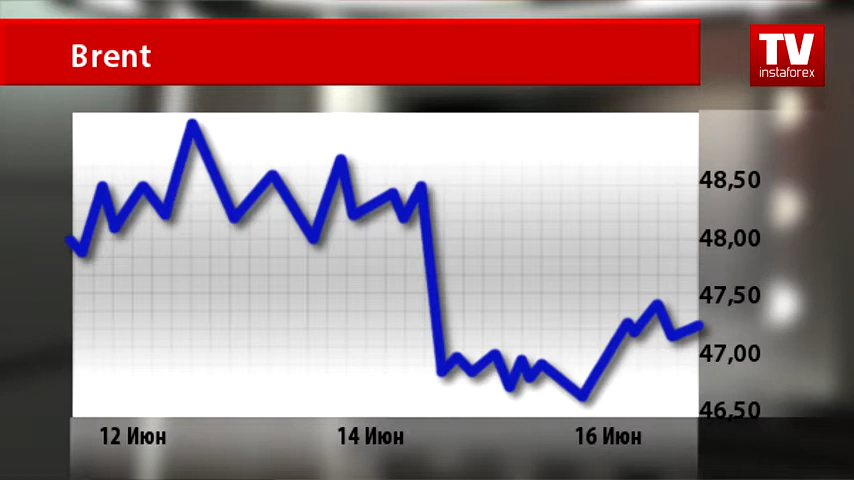 Brent
TV
instaforex
48,50
48,00
47,50
47,00
46,50
12 Июн
14 Июн
16 Июн